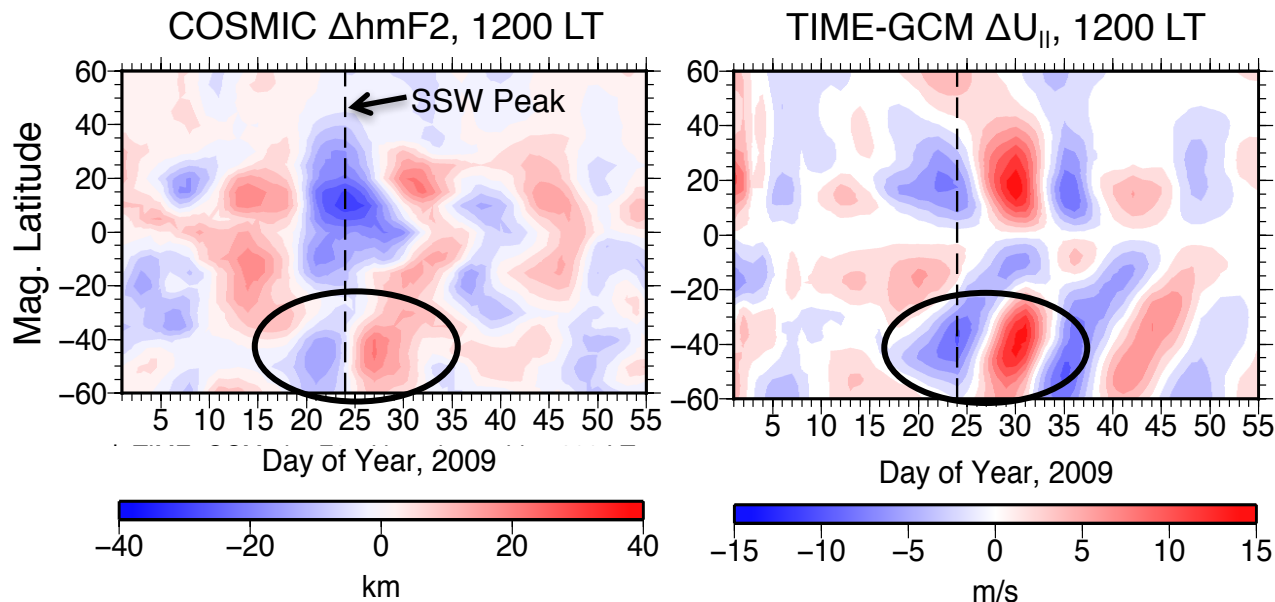 COSMIC ΔhmF2, 1200 LT
SSW Peak
Mag. Latitude
60
40
20
0
−20
−40
−60
5 10 15 20 25 30 35 40 45 50 55
Day of Year, 2009
−40 −20 0 20 40
km
TIME-GCM ΔU||, 1200 LT
60
40
20
0
−20
−40
−60
5 10 15 20 25 30 35 40 45 50 55
Day of Year, 2009
−15 −10 −5 0 5 10 15
m/s